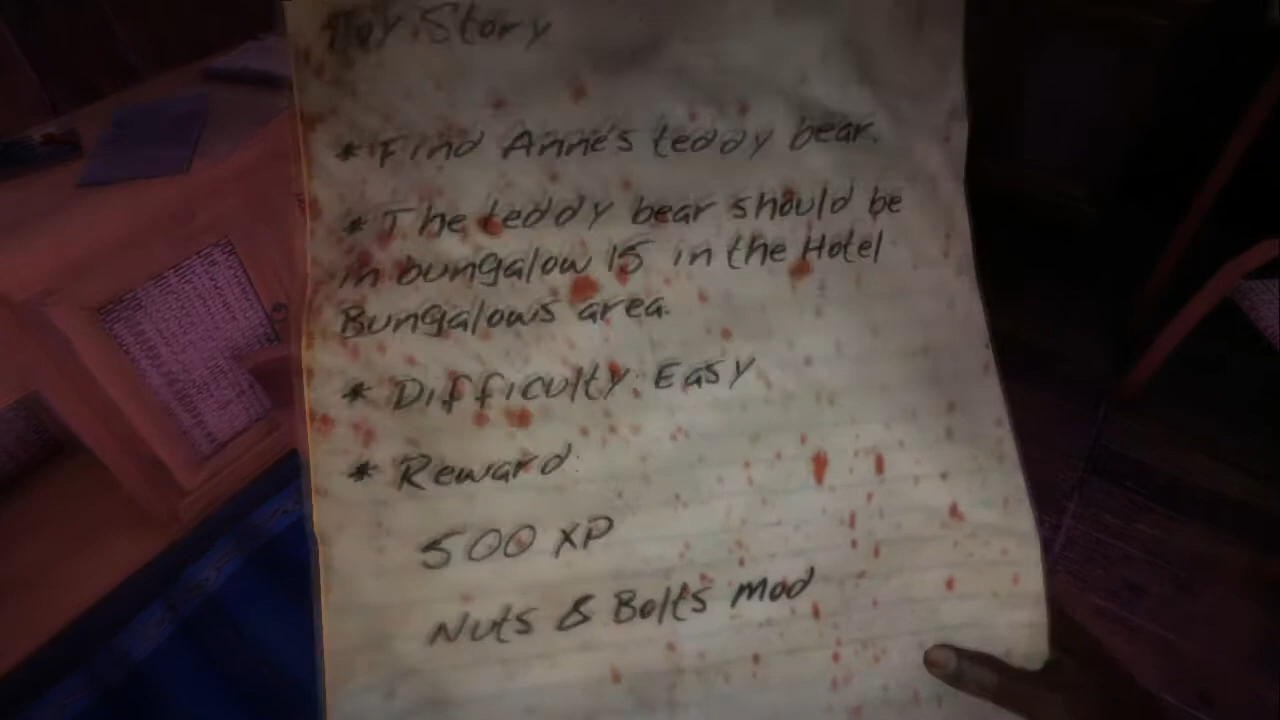 Toy Story
* Find Anne's teddy bear.
* The teddy bear should be
in bungalow 15 in the Hotel
Bungalows area.
* Difficulty: Easy
* Reward:
500 XP
Nuts & Bolts mod